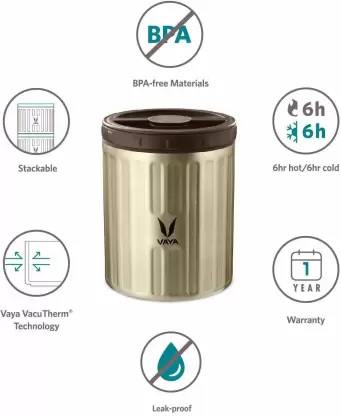 BPA
BPA-free Materials
Stackable
6h
6h
6hr hot/6hr cold
VAYA
Vaya VacuTherm®
Technology
1
YEAR
Warranty
Leak-proof